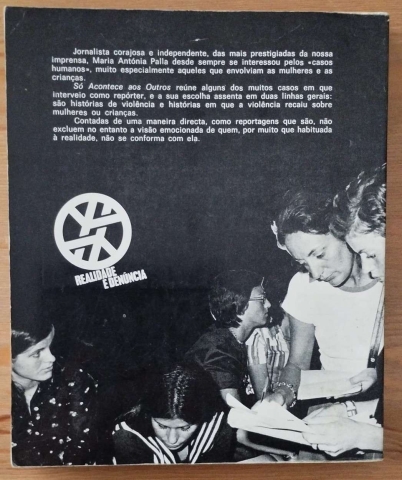 Jornalista corajosa e independente, das mais prestigiadas da nossa
imprensa, Maria Antónia Palla desde sempre se interessou pelos «casos
humanos», muito especialmente aqueles que envolviam as mulheres e as
crianças.
Só Acontece aos Outros reúne alguns dos muitos casos em que
interveio como repórter, e a sua escolha assenta em duas linhas gerais:
são histórias de violência e histórias em que a violência recaiu sobre
mulheres ou crianças.
Contadas de uma maneira directa, como reportagens que são, não
excluem no entanto a visão emocionada de quem, por muito que habituada
à realidade, não se conforma com ela.
REALIDADE
E DENÚNCIA